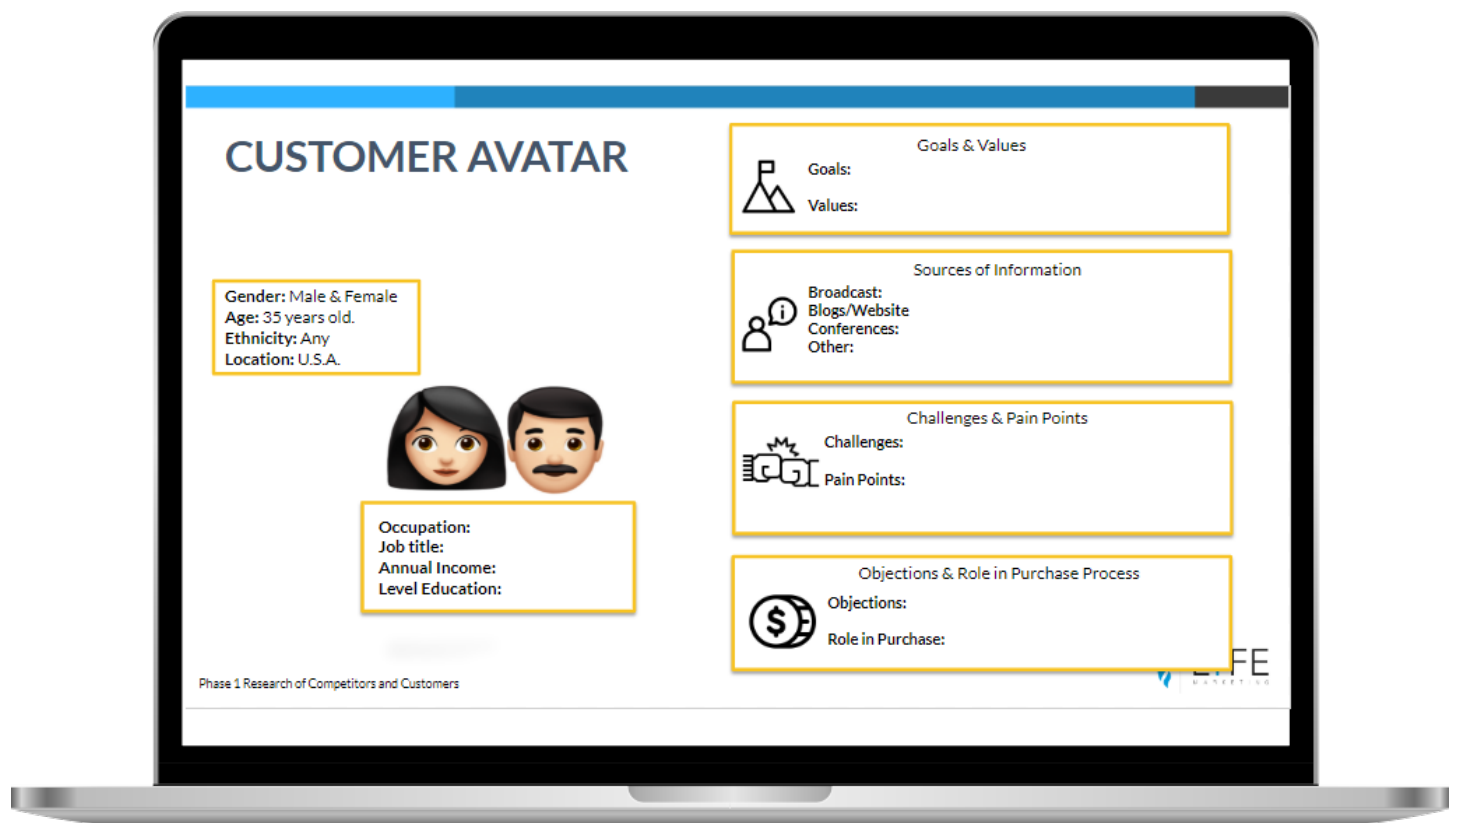 CUSTOMER AVATAR
Gender: Male & Female
Age: 35 years old.
Ethnicity: Any
Location: U.S.A.
Occupation:
Job title:
Annual Income:
Level Education:
Goals & Values
Goals:
Values:
Sources of Information
Broadcast:
Blogs/Website
Conferences:
Other:
Challenges & Pain Points
Challenges:
Pain Points:
Objections & Role in Purchase Process
$
Objections:
Role in Purchase:
Phase 1 Research of Competitors and Customers
MARKETING